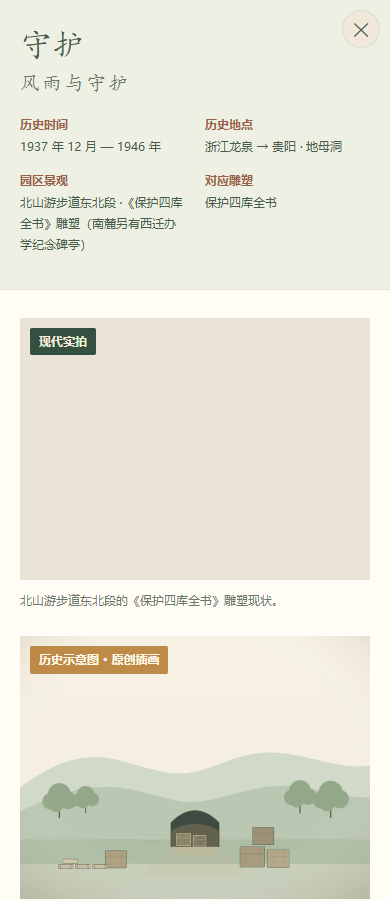 守护
风雨与守护
历史时间
1937 年 12 月 — 1946 年
历史地点
浙江龙泉 → 贵阳 · 地母洞
园区景观
北山游步道东北段 ·《保护四库
全书》雕塑（南麓另有西迁办
学纪念碑亭）
对应雕塑
保护四库全书
现代实拍
北山游步道东北段的《保护四库全书》雕塑现状。
历史示意图 · 原创插画